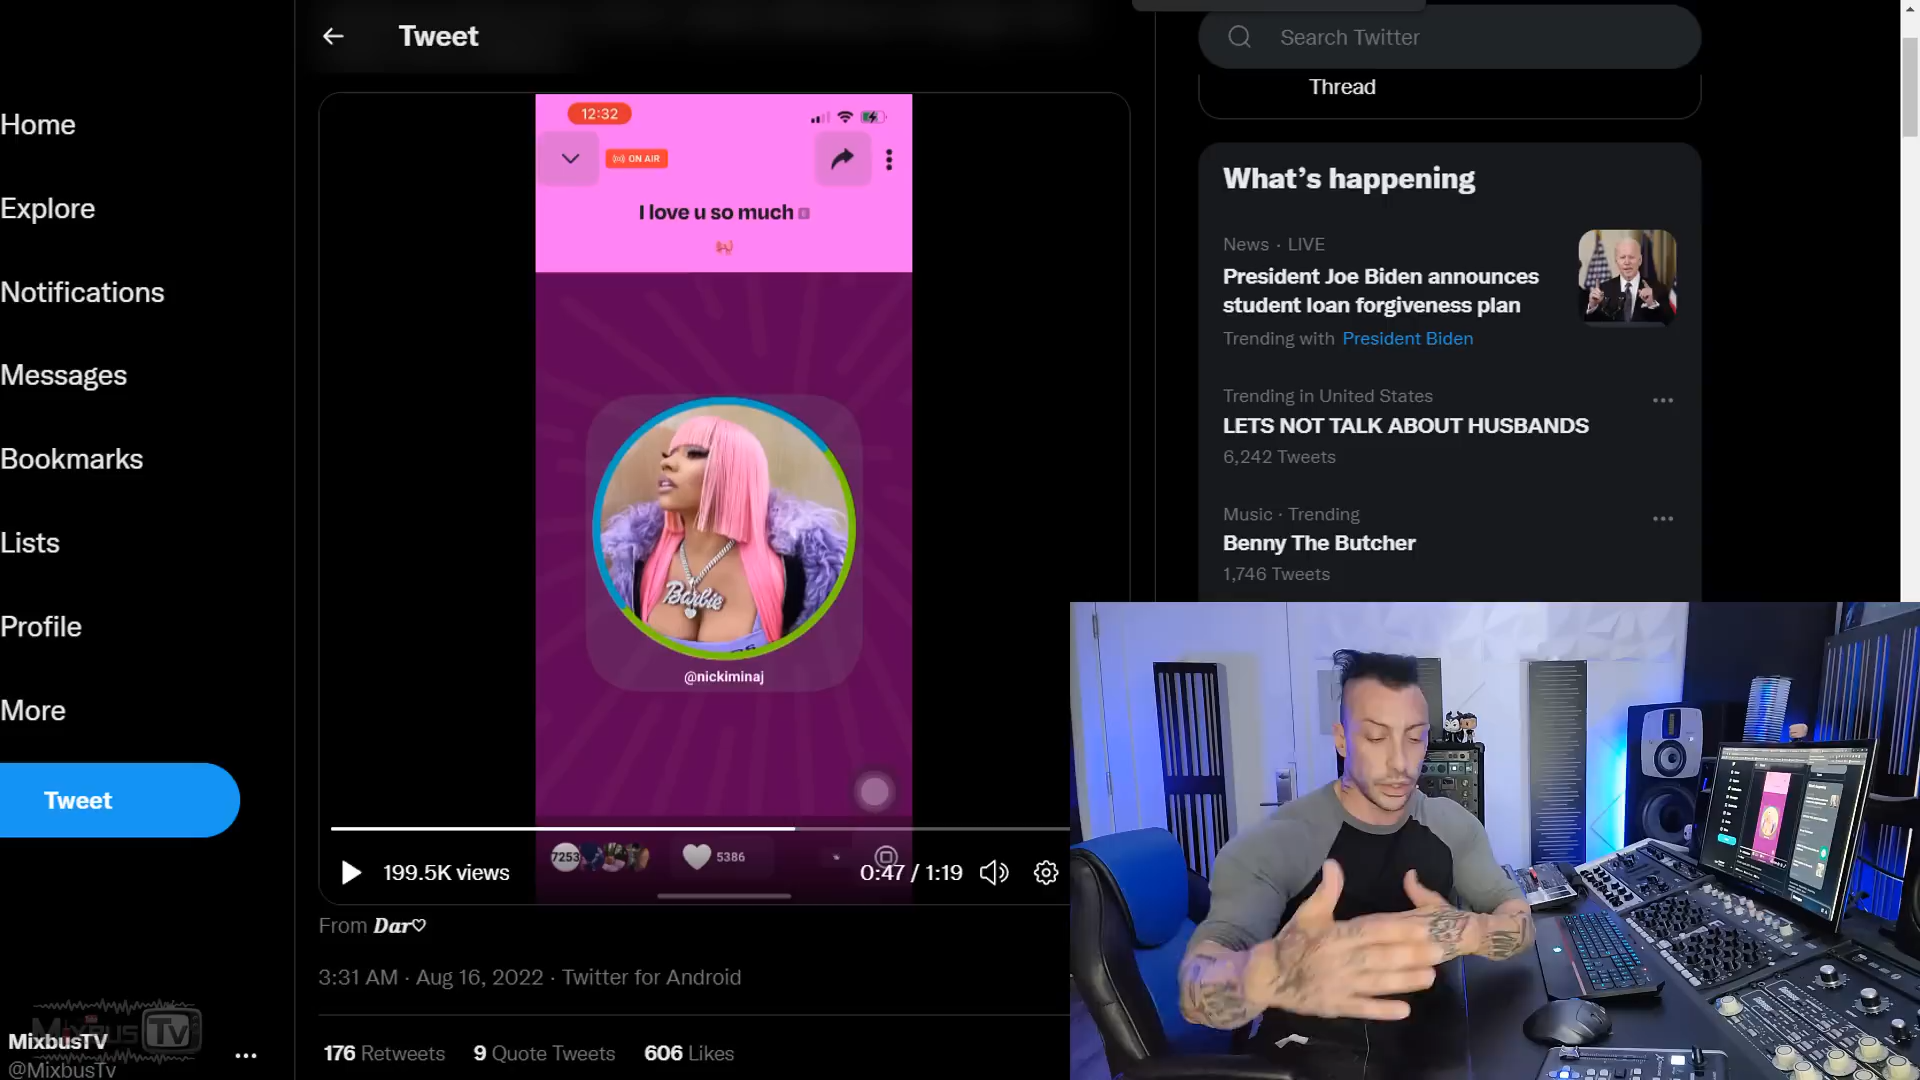 Tweet
Search Twitter
Thread
Home
Explore
Notifications
Messages
Bookmarks
Lists
Profile
More
Tweet
MixbusTV
@MixbusTv
MixBUS Tv
12:32
ON AIR
I love u so much
Barbie
@nickiminaj
7253
5386
199.5K views
0:47 / 1:19
From Dar♡
3:31 AM · Aug 16, 2022 · Twitter for Android
176 Retweets 9 Quote Tweets 606 Likes
What's happening
News · LIVE
President Joe Biden announces
student loan forgiveness plan
Trending with President Biden
Trending in United States
LETS NOT TALK ABOUT HUSBANDS
6,242 Tweets
Music · Trending
Benny The Butcher
1,746 Tweets